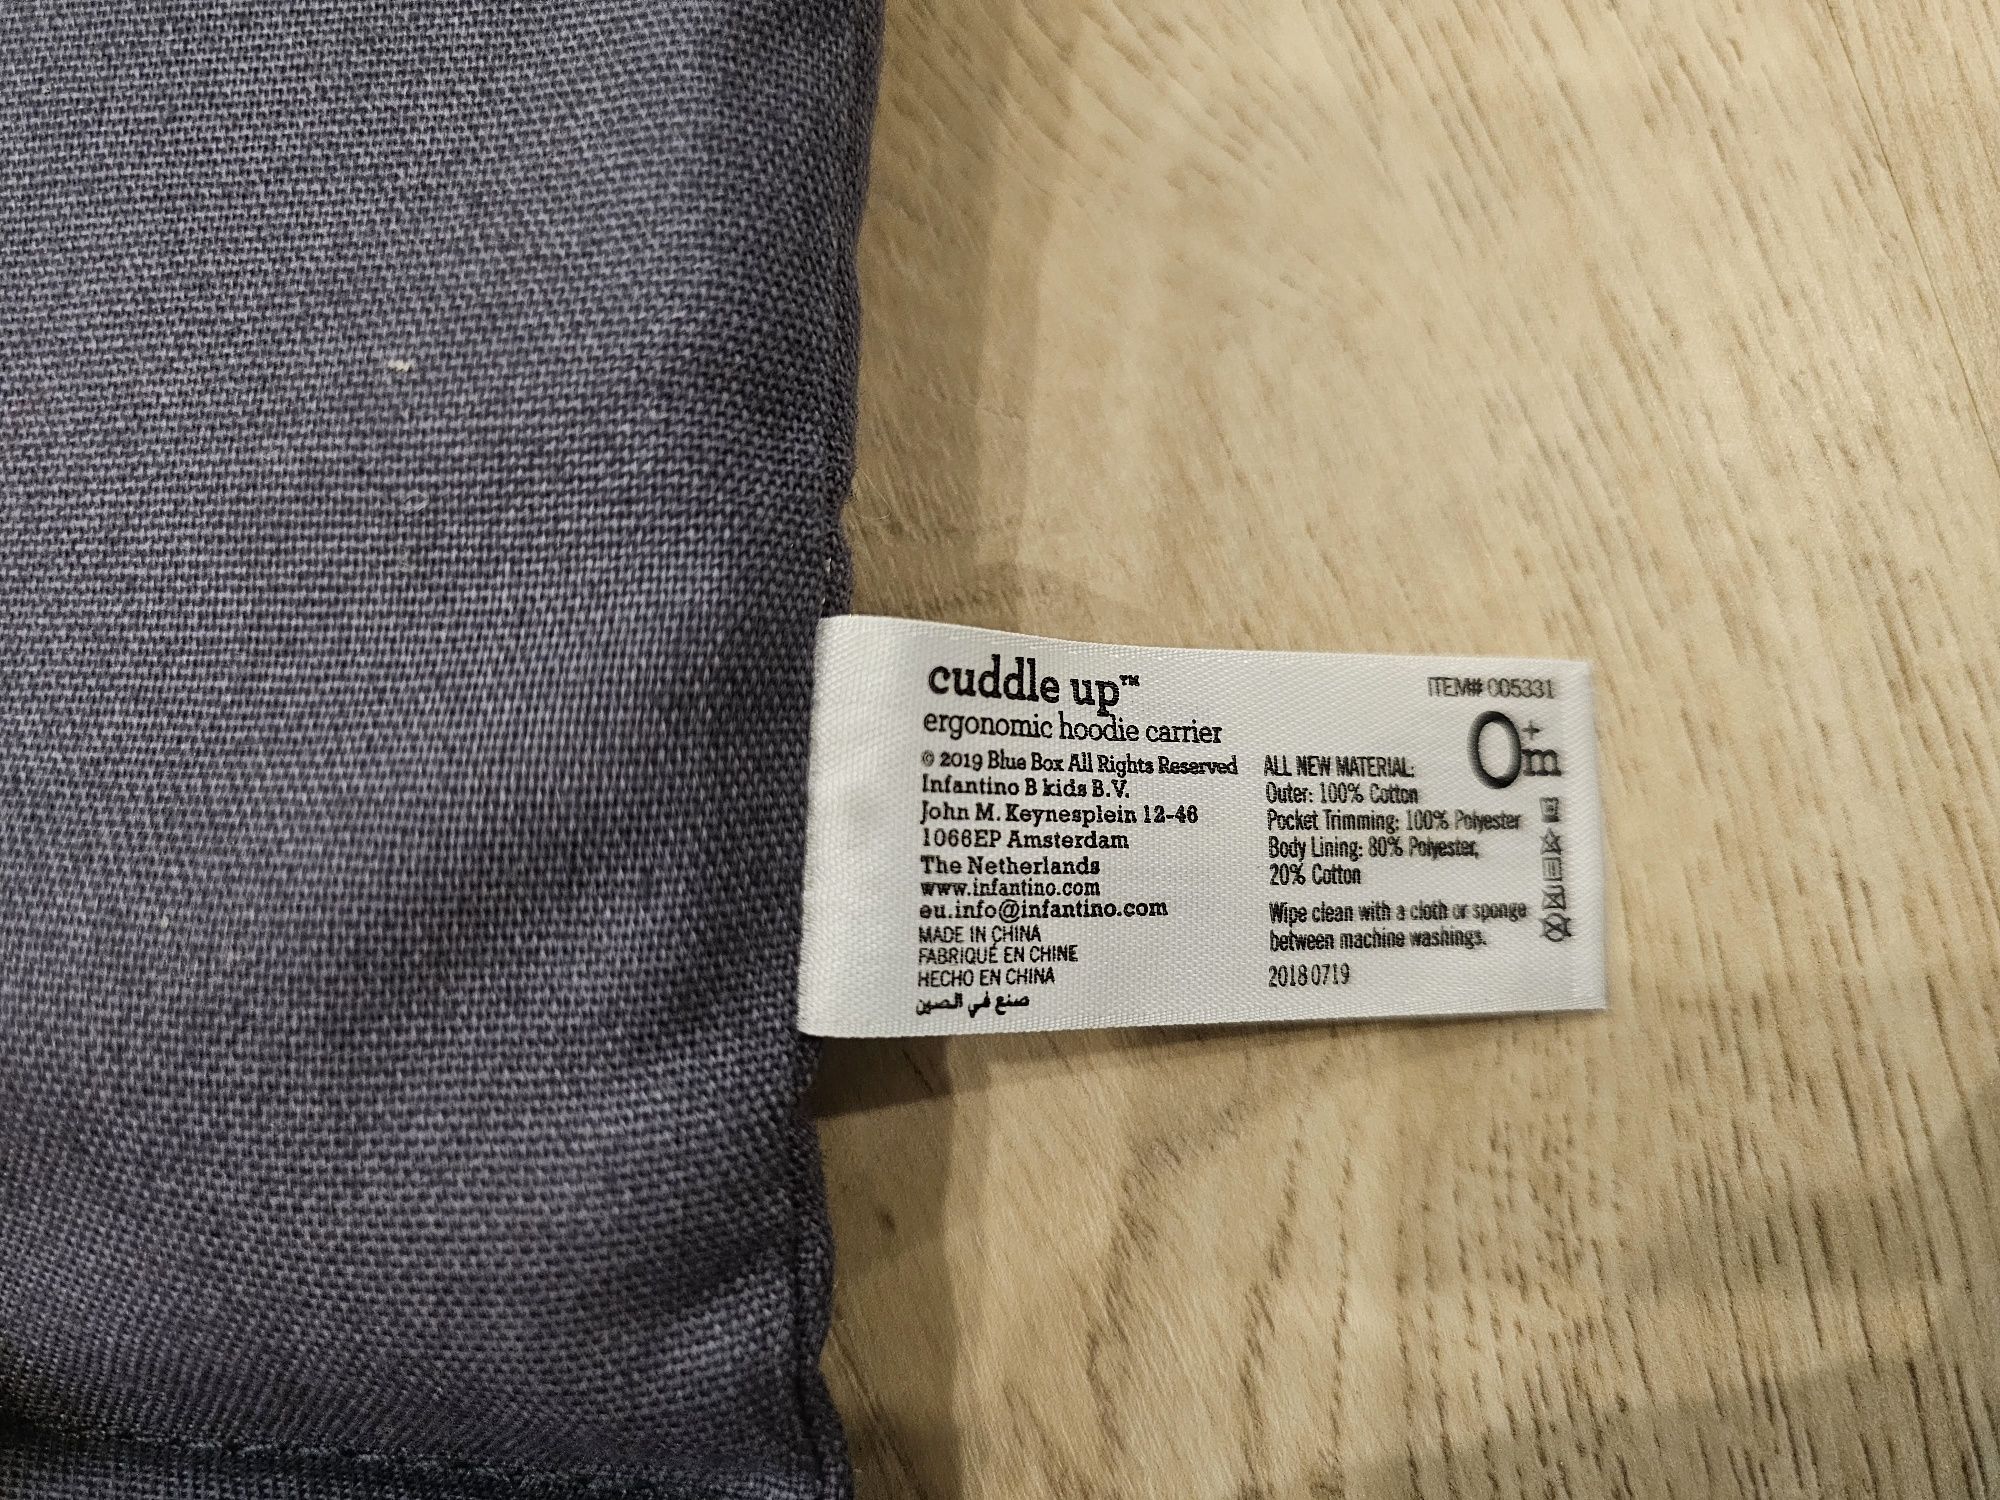 cuddle up™
ergonomic hoodie carrier
© 2019 Blue Box All Rights Reserved
Infantino B kids B.V.
John M. Keynesplein 12-46
1066EP Amsterdam
The Netherlands
www.infantino.com
eu.info@infantino.com
MADE IN CHINA
FABRIQUÉ EN CHINE
HECHO EN CHINA
صنع في الصين
ITEM# 005331
0+m
ALL NEW MATERIAL:
Outer: 100% Cotton
Pocket Trimming: 100% Polyester
Body Lining: 80% Polyester,
20% Cotton
Wipe clean with a cloth or sponge
between machine washings.
20180719